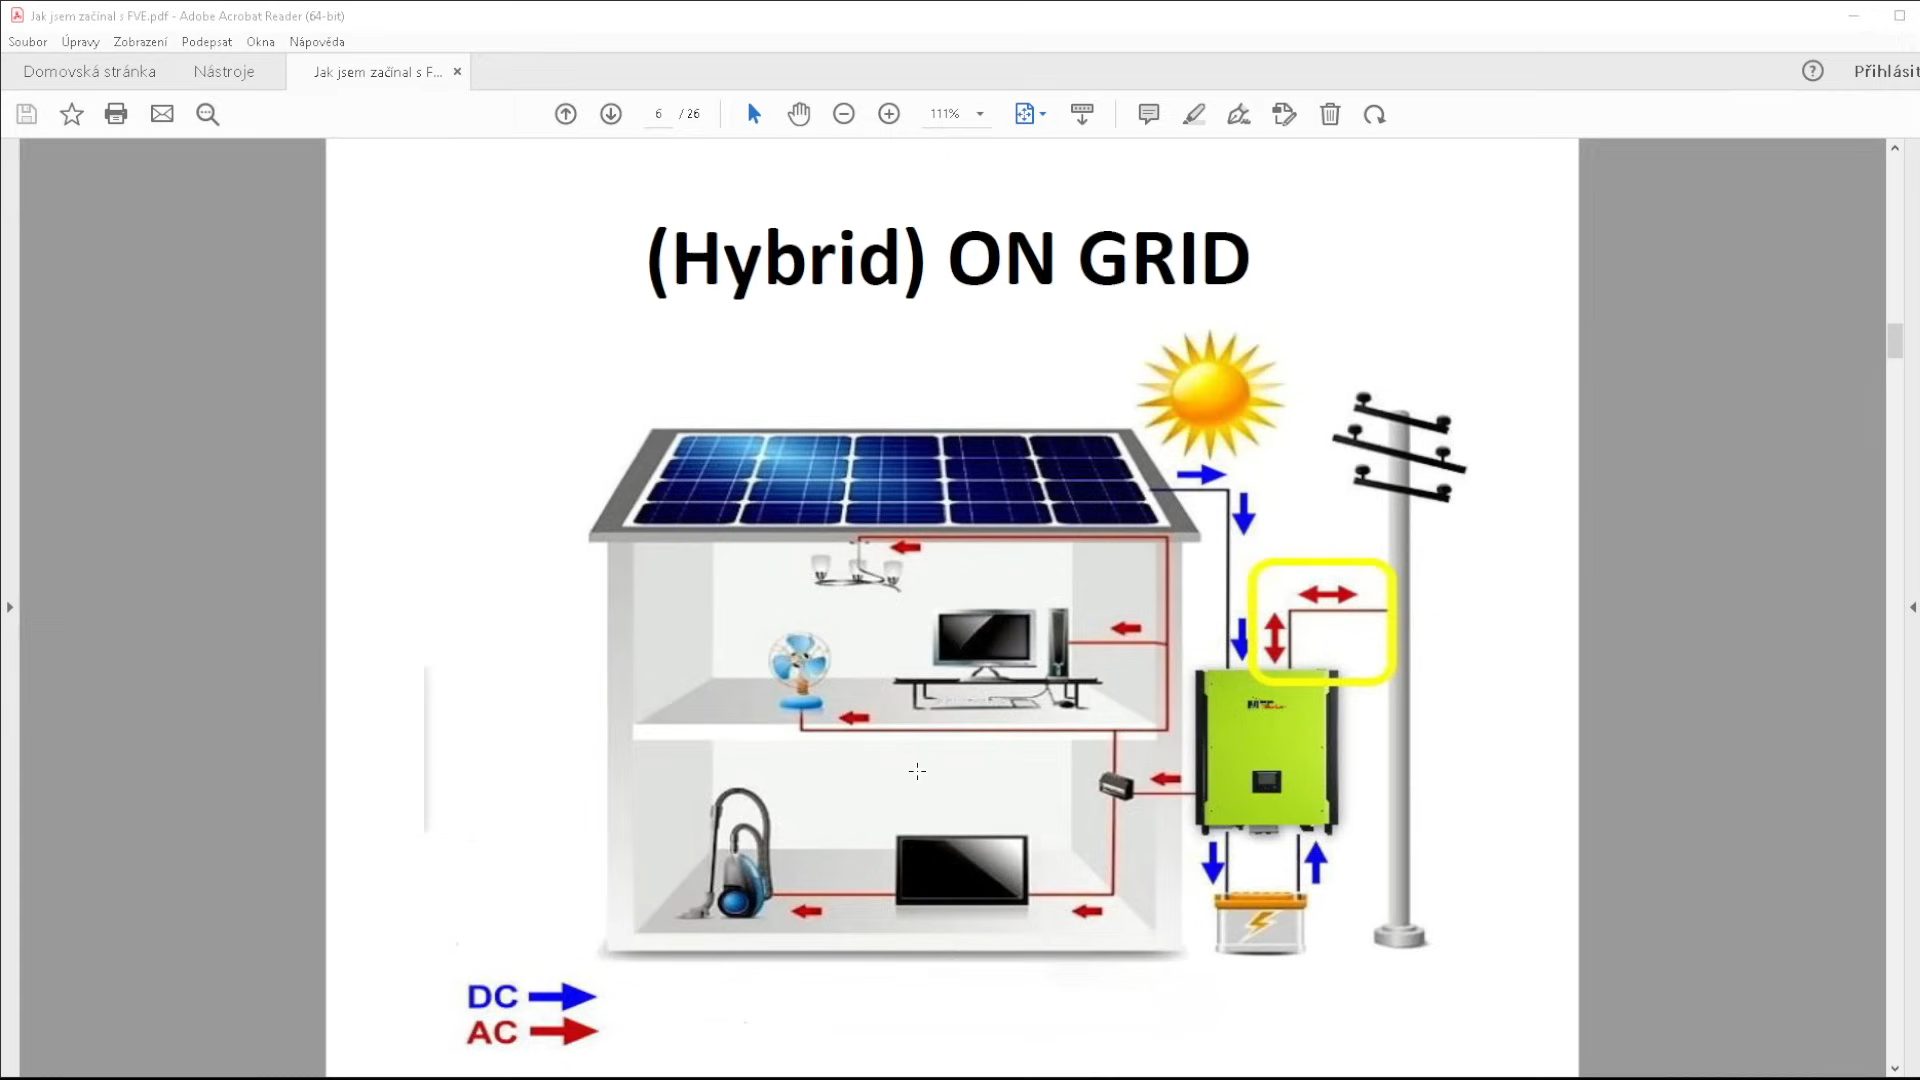 Jak jsem začínal s FVE.pdf - Adobe Acrobat Reader (64-bit)
Soubor Úpravy Zobrazení Podepsat Okna Nápověda
Domovská stránka Nástroje Jak jsem začínal s F... × Přihlásit
6 / 26 111%
(Hybrid) ON GRID
DC
AC